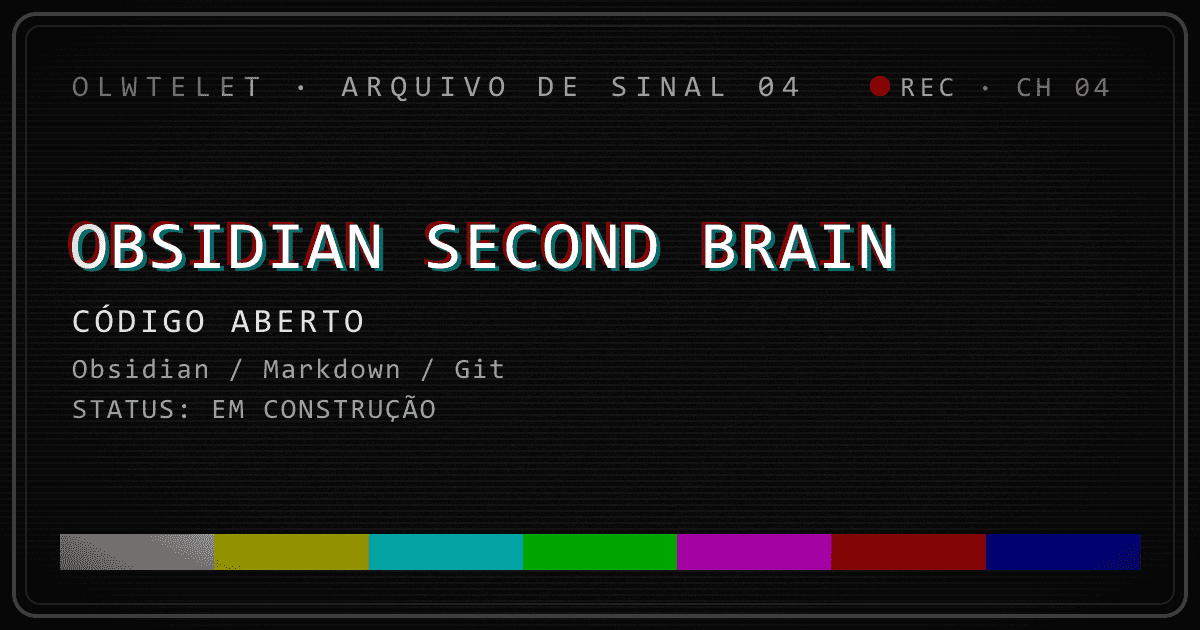 OLWTELET · ARQUIVO DE SINAL 04 REC · CH 04
OBSIDIAN SECOND BRAIN
CÓDIGO ABERTO
Obsidian / Markdown / Git
STATUS: EM CONSTRUÇÃO